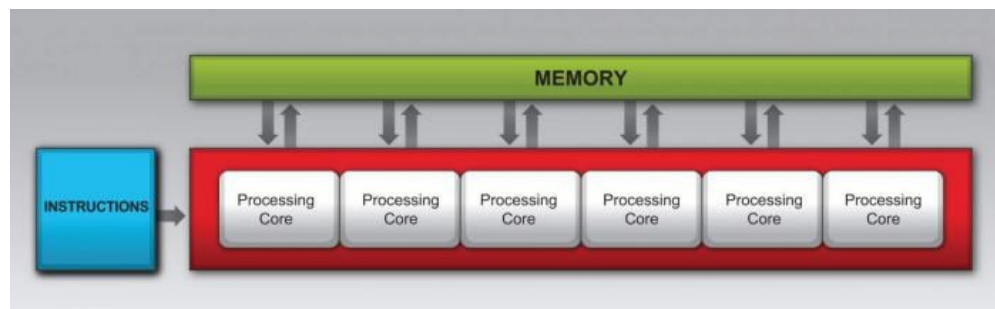 MEMORY
INSTRUCTIONS
Processing
Core
Processing
Core
Processing
Core
Processing
Core
Processing
Core
Processing
Core